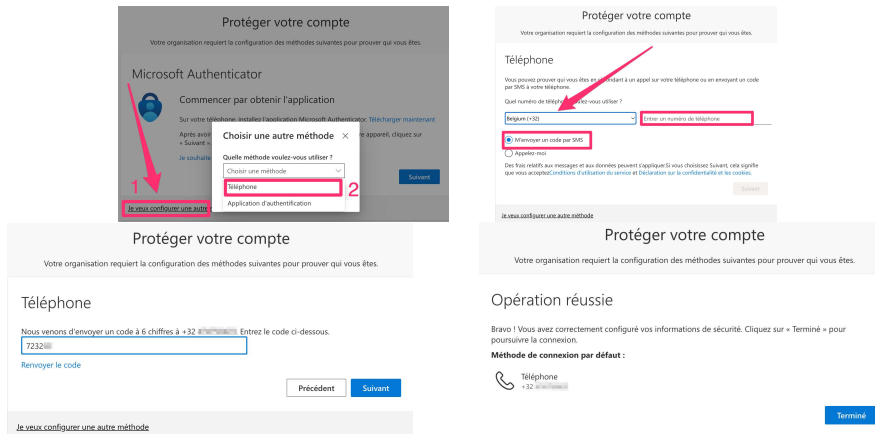 Protéger votre compte
Votre organisation requiert la configuration des méthodes suivantes pour prouver qui vous êtes.
Microsoft Authenticator
Commencer par obtenir l'application
Sur votre téléphone, installez l'application Microsoft Authenticator. Télécharger maintenant
Après avoir
re appareil, cliquez sur
« Suivant ».
Je souhaite
Choisir une autre méthode ×
Quelle méthode voulez-vous utiliser ?
Choisir une méthode
Téléphone
Application d'authentification
1
2
Suivant
Je veux configurer une autre
Protéger votre compte
Votre organisation requiert la configuration des méthodes suivantes pour prouver qui vous êtes.
Téléphone
Vous pouvez prouver qui vous êtes en répondant à un appel sur votre téléphone ou en envoyant un code
par SMS à votre téléphone.
Quel numéro de téléphone voulez-vous utiliser ?
Belgium (+32)
Entrer un numéro de téléphone
M'envoyer un code par SMS
Appelez-moi
Des frais relatifs aux messages et aux données peuvent s'appliquer.Si vous choisissez Suivant, cela signifie
que vous acceptezConditions d'utilisation du service et Déclaration sur la confidentialité et les cookies.
Suivant
Je veux configurer une autre méthode
Protéger votre compte
Votre organisation requiert la configuration des méthodes suivantes pour prouver qui vous êtes.
Téléphone
Nous venons d'envoyer un code à 6 chiffres à +32 Entrez le code ci-dessous.
7232
Renvoyer le code
Précédent
Suivant
Je veux configurer une autre méthode
Protéger votre compte
Votre organisation requiert la configuration des méthodes suivantes pour prouver qui vous êtes.
Opération réussie
Bravo ! Vous avez correctement configuré vos informations de sécurité. Cliquez sur « Terminé » pour
poursuivre la connexion.
Méthode de connexion par défaut :
Téléphone
+32
Terminé